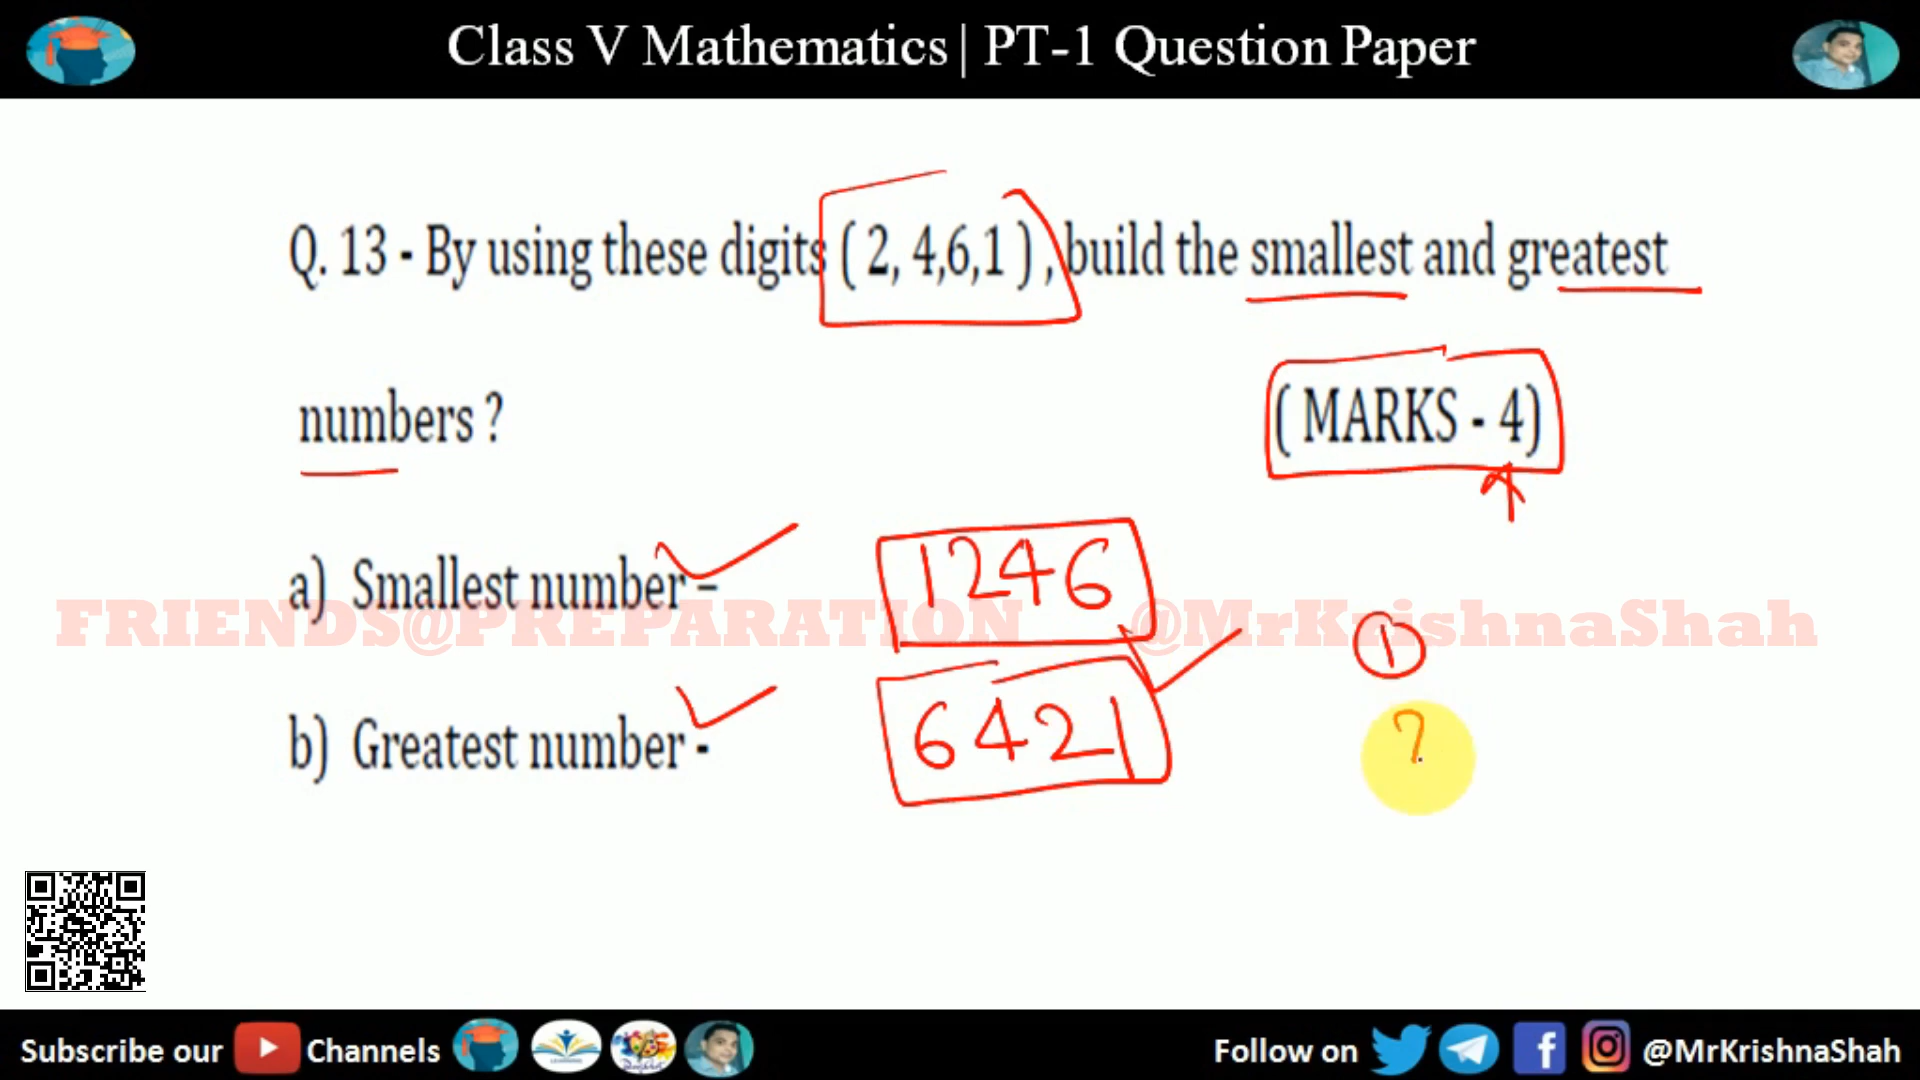 Class V Mathematics | PT-1 Question Paper
Q. 13 - By using these digits ( 2, 4,6,1 ) , build the smallest and greatest
numbers ?
( MARKS - 4)
a) Smallest number –
1246
FRIENDS@PREPARATION @MrKrishnaShah
1
b) Greatest number -
6421
?
Subscribe our Channels
Follow on @MrKrishnaShah